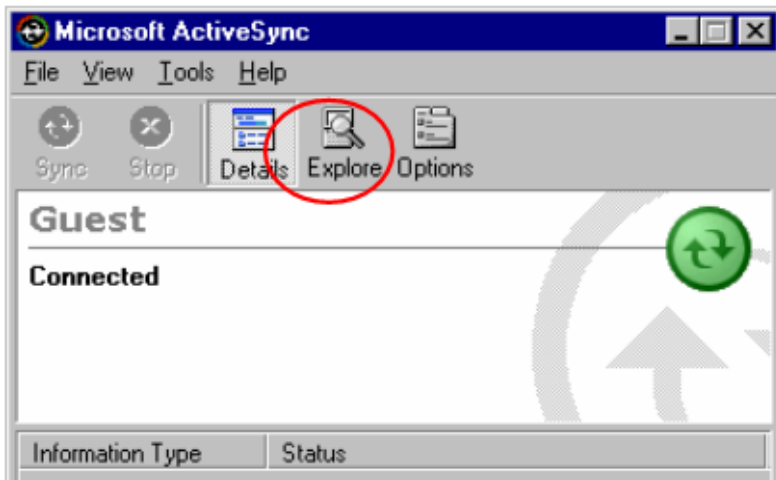 Microsoft ActiveSync
File View Tools Help
Sync Stop Details Explore Options
Guest
Connected
Information Type Status